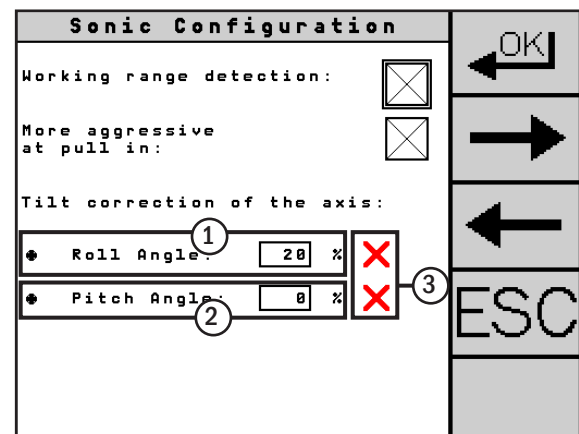 Sonic Configuration
OK
Working range detection:
More aggressive
at pull in:
Tilt correction of the axis:
1
Roll Angle: 20 %
3
Pitch Angle: 0 %
2
ESC